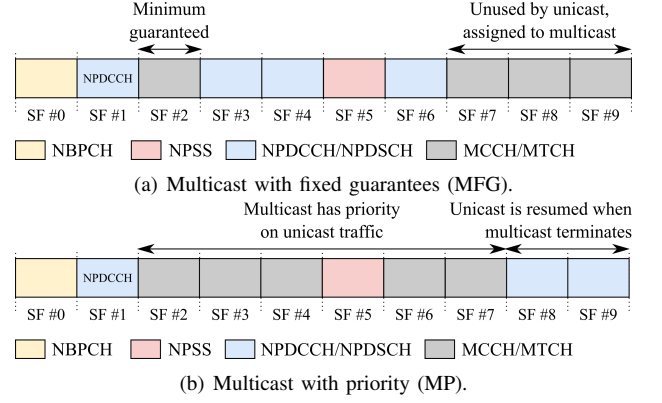 Minimum
guaranteed
Unused by unicast,
assigned to multicast
NPDCCH
SF #0 SF #1 SF #2 SF #3 SF #4 SF #5 SF #6 SF #7 SF #8 SF #9
NBPCH NPSS NPDCCH/NPDSCH MCCH/MTCH
(a) Multicast with fixed guarantees (MFG).
Multicast has priority
on unicast traffic
Unicast is resumed when
multicast terminates
NPDCCH
SF #0 SF #1 SF #2 SF #3 SF #4 SF #5 SF #6 SF #7 SF #8 SF #9
NBPCH NPSS NPDCCH/NPDSCH MCCH/MTCH
(b) Multicast with priority (MP).